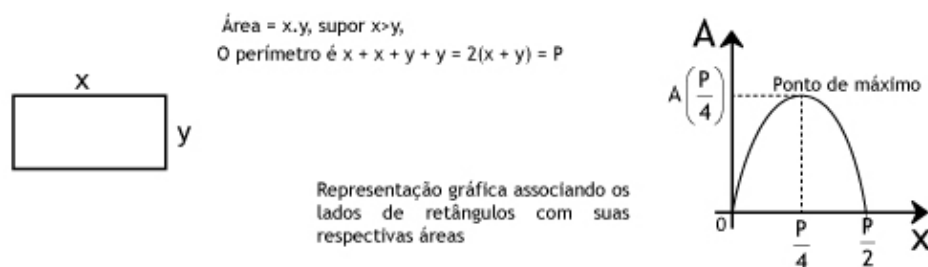 Área = x.y, supor x>y,
O perímetro é x + x + y + y = 2(x + y) = P
x
y
Representação gráfica associando os
lados de retângulos com suas
respectivas áreas
A
A(P/4)
Ponto de máximo
0
P/4
P/2
X